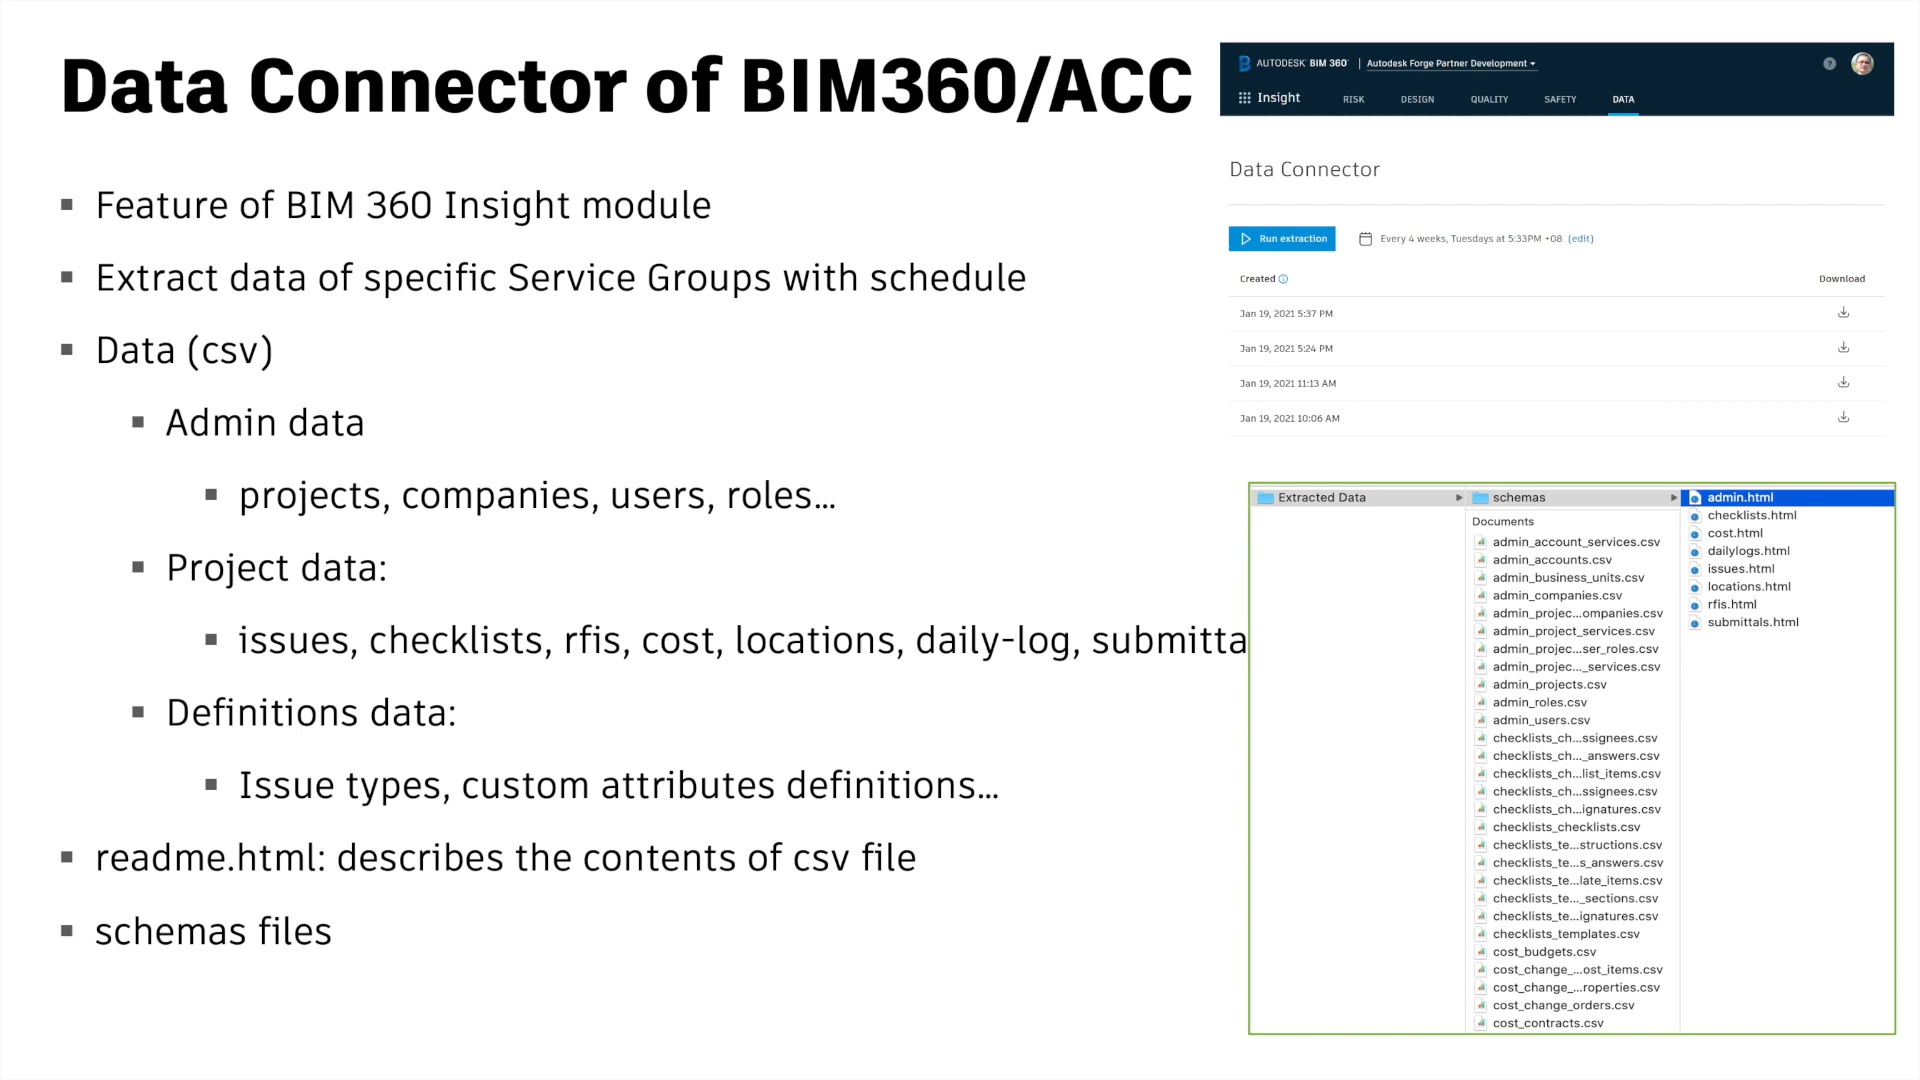 Data Connector of BIM360/ACC
Feature of BIM 360 Insight module
Extract data of specific Service Groups with schedule
Data (csv)
Admin data
projects, companies, users, roles...
Project data:
issues, checklists, rfis, cost, locations, daily-log, submitta
Definitions data:
Issue types, custom attributes definitions...
readme.html: describes the contents of csv file
schemas files
AUTODESK BIM 360 | Autodesk Forge Partner Development
Insight RISK DESIGN QUALITY SAFETY DATA
Data Connector
Run extraction Every 4 weeks, Tuesdays at 5:33PM +08 (edit)
Created Download
Jan 19, 2021 5:37 PM
Jan 19, 2021 5:24 PM
Jan 19, 2021 11:13 AM
Jan 19, 2021 10:06 AM
Extracted Data
schemas
Documents
admin_account_services.csv
admin_accounts.csv
admin_business_units.csv
admin_companies.csv
admin_projec...ompanies.csv
admin_project_services.csv
admin_projec...ser_roles.csv
admin_projec..._services.csv
admin_projects.csv
admin_roles.csv
admin_users.csv
checklists_ch...ssignees.csv
checklists_ch..._answers.csv
checklists_ch...list_items.csv
checklists_ch...ssignees.csv
checklists_ch...ignatures.csv
checklists_checklists.csv
checklists_te...structions.csv
checklists_te...s_answers.csv
checklists_te...late_items.csv
checklists_te..._sections.csv
checklists_te...ignatures.csv
checklists_templates.csv
cost_budgets.csv
cost_change_...ost_items.csv
cost_change_...roperties.csv
cost_change_orders.csv
cost_contracts.csv
admin.html
checklists.html
cost.html
dailylogs.html
issues.html
locations.html
rfis.html
submittals.html